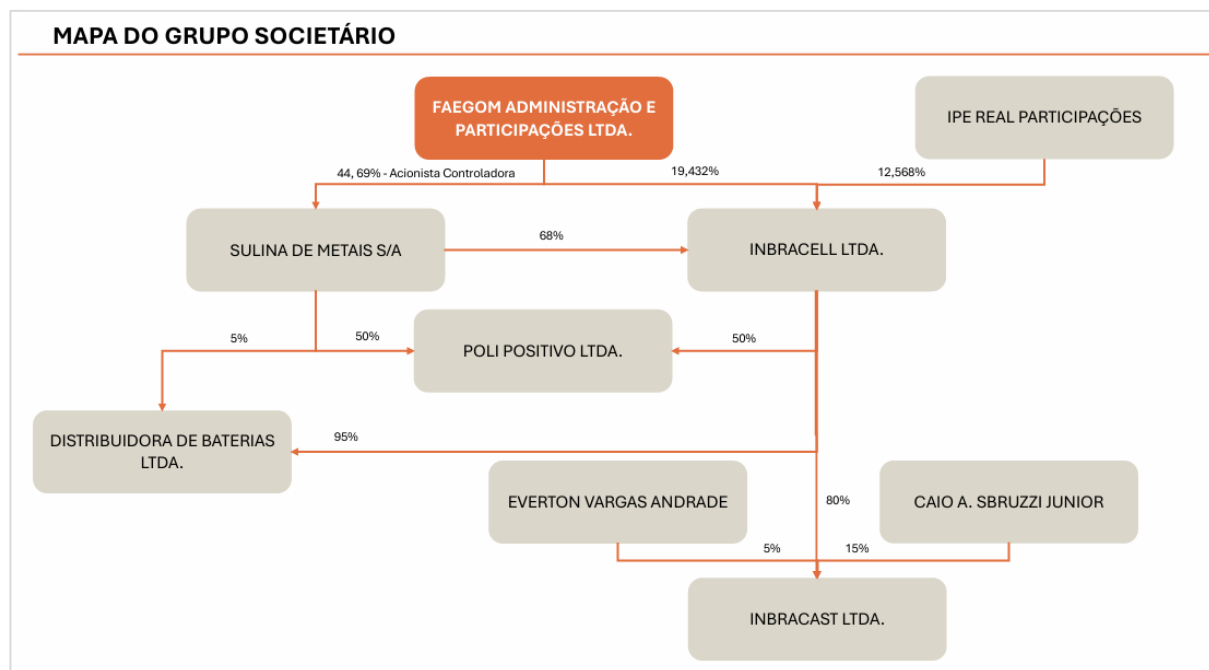 MAPA DO GRUPO SOCIETÁRIO
FAEGOM ADMINISTRAÇÃO E
PARTICIPAÇÕES LTDA.
IPE REAL PARTICIPAÇÕES
44, 69% - Acionista Controladora
19,432%
12,568%
SULINA DE METAIS S/A
68%
INBRACELL LTDA.
5%
50%
POLI POSITIVO LTDA.
50%
DISTRIBUIDORA DE BATERIAS
LTDA.
95%
EVERTON VARGAS ANDRADE
80%
CAIO A. SBRUZZI JUNIOR
5%
15%
INBRACAST LTDA.